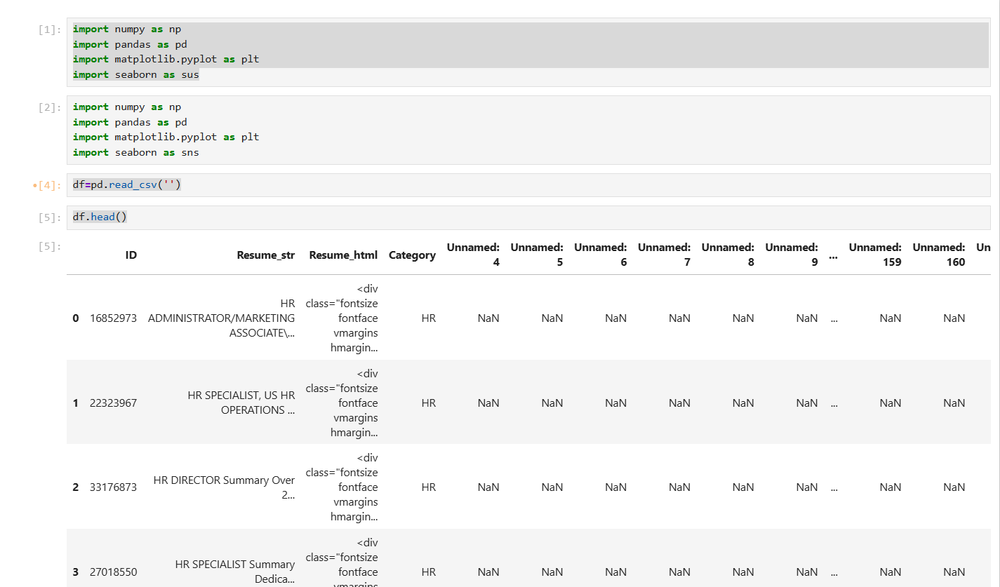 [1]: import numpy as np
import pandas as pd
import matplotlib.pyplot as plt
import seaborn as sus
[2]: import numpy as np
import pandas as pd
import matplotlib.pyplot as plt
import seaborn as sns
•[4]: df=pd.read_csv('')
[5]: df.head()
[5]:
ID Resume_str Resume_html Category Unnamed: 4 Unnamed: 5 Unnamed: 6 Unnamed: 7 Unnamed: 8 Unnamed: 9 ... Unnamed: 159 Unnamed: 160 Un
0 16852973 HR ADMINISTRATOR/MARKETING ASSOCIATE\... <div class="fontsize fontface vmargins hmargin... HR NaN NaN NaN NaN NaN NaN ... NaN NaN
1 22323967 HR SPECIALIST, US HR OPERATIONS ... <div class="fontsize fontface vmargins hmargin... HR NaN NaN NaN NaN NaN NaN ... NaN NaN
2 33176873 HR DIRECTOR Summary Over 2... <div class="fontsize fontface vmargins hmargin... HR NaN NaN NaN NaN NaN NaN ... NaN NaN
3 27018550 HR SPECIALIST Summary Dedica... <div class="fontsize fontface vmargins HR NaN NaN NaN NaN NaN NaN ... NaN NaN